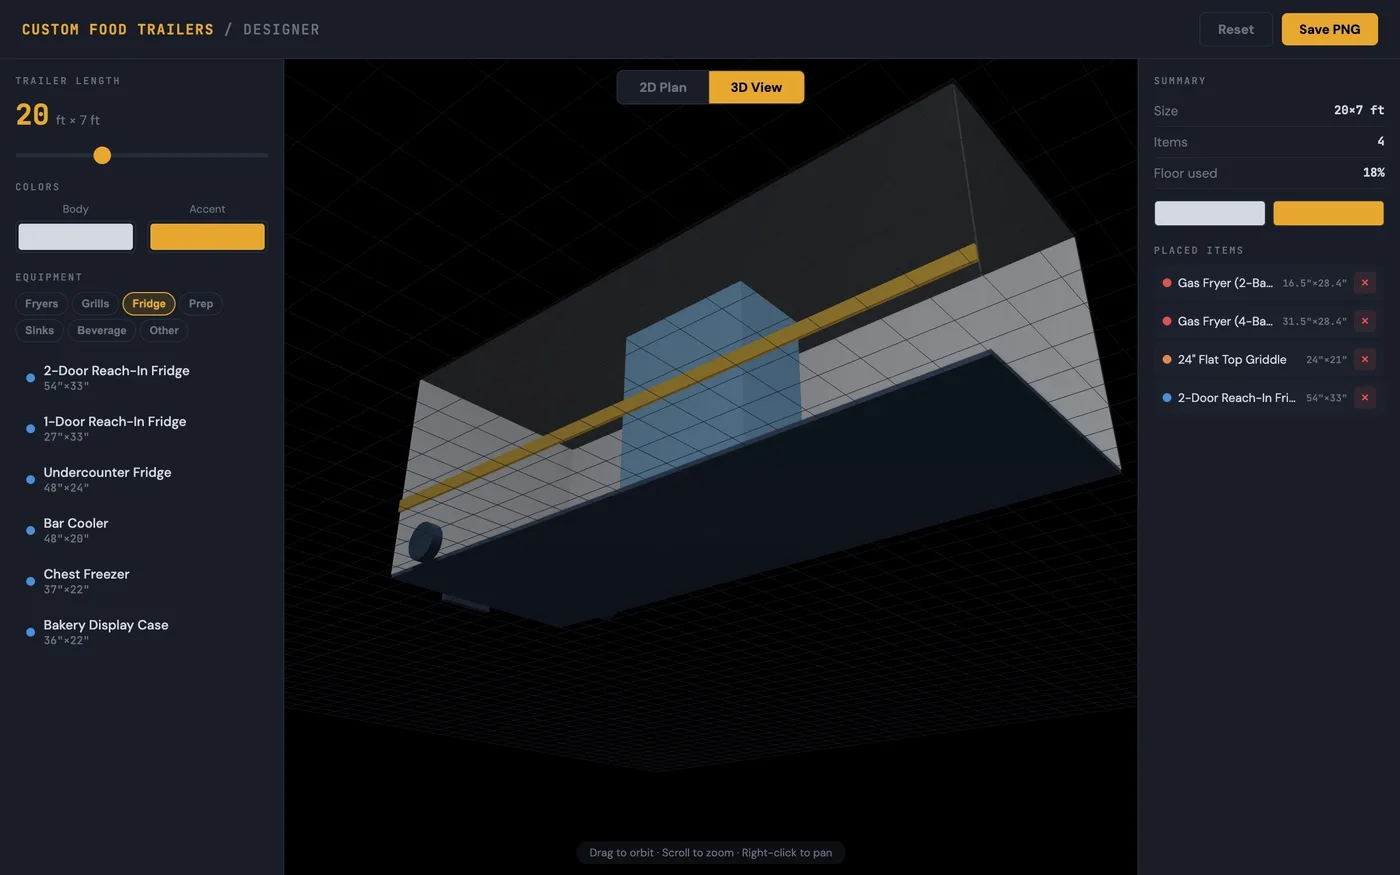 CUSTOM FOOD TRAILERS / DESIGNER
Reset
Save PNG
TRAILER LENGTH
20 ft × 7 ft
COLORS
Body
Accent
EQUIPMENT
Fryers
Grills
Fridge
Prep
Sinks
Beverage
Other
2-Door Reach-In Fridge
54"×33"
1-Door Reach-In Fridge
27"×33"
Undercounter Fridge
48"×24"
Bar Cooler
48"×20"
Chest Freezer
37"×22"
Bakery Display Case
36"×22"
2D Plan
3D View
Drag to orbit · Scroll to zoom · Right-click to pan
SUMMARY
Size 20×7 ft
Items 4
Floor used 18%
PLACED ITEMS
Gas Fryer (2-Ba... 16.5"×28.4" ×
Gas Fryer (4-Ba... 31.5"×28.4" ×
24" Flat Top Griddle 24"×21" ×
2-Door Reach-In Fri... 54"×33" ×